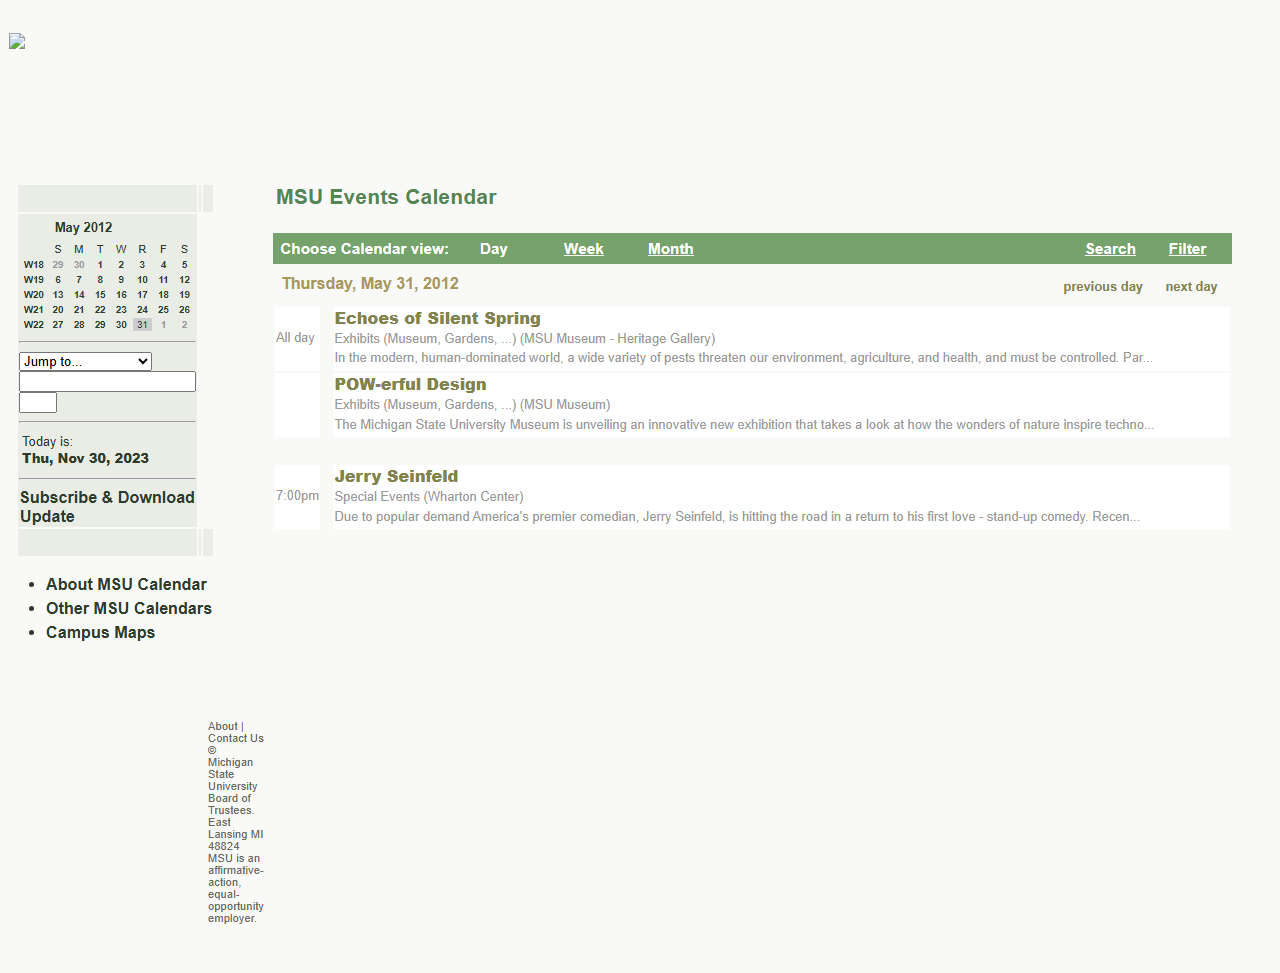 MSU Events Calendar
May 2012
S M T W R F S
W18 29 30 1 2 3 4 5
W19 6 7 8 9 10 11 12
W20 13 14 15 16 17 18 19
W21 20 21 22 23 24 25 26
W22 27 28 29 30 31 1 2
Jump to...
Today is:
Thu, Nov 30, 2023
Subscribe & Download
Update
About MSU Calendar
Other MSU Calendars
Campus Maps
Choose Calendar view: Day Week Month Search Filter
Thursday, May 31, 2012 previous day next day
Echoes of Silent Spring
All day Exhibits (Museum, Gardens, ...) (MSU Museum - Heritage Gallery)
In the modern, human-dominated world, a wide variety of pests threaten our environment, agriculture, and health, and must be controlled. Par...
POW-erful Design
Exhibits (Museum, Gardens, ...) (MSU Museum)
The Michigan State University Museum is unveiling an innovative new exhibition that takes a look at how the wonders of nature inspire techno...
Jerry Seinfeld
7:00pm Special Events (Wharton Center)
Due to popular demand America's premier comedian, Jerry Seinfeld, is hitting the road in a return to his first love - stand-up comedy. Recen...
About |
Contact Us
©
Michigan
State
University
Board of
Trustees.
East
Lansing MI
48824
MSU is an
affirmative-
action,
equal-
opportunity
employer.